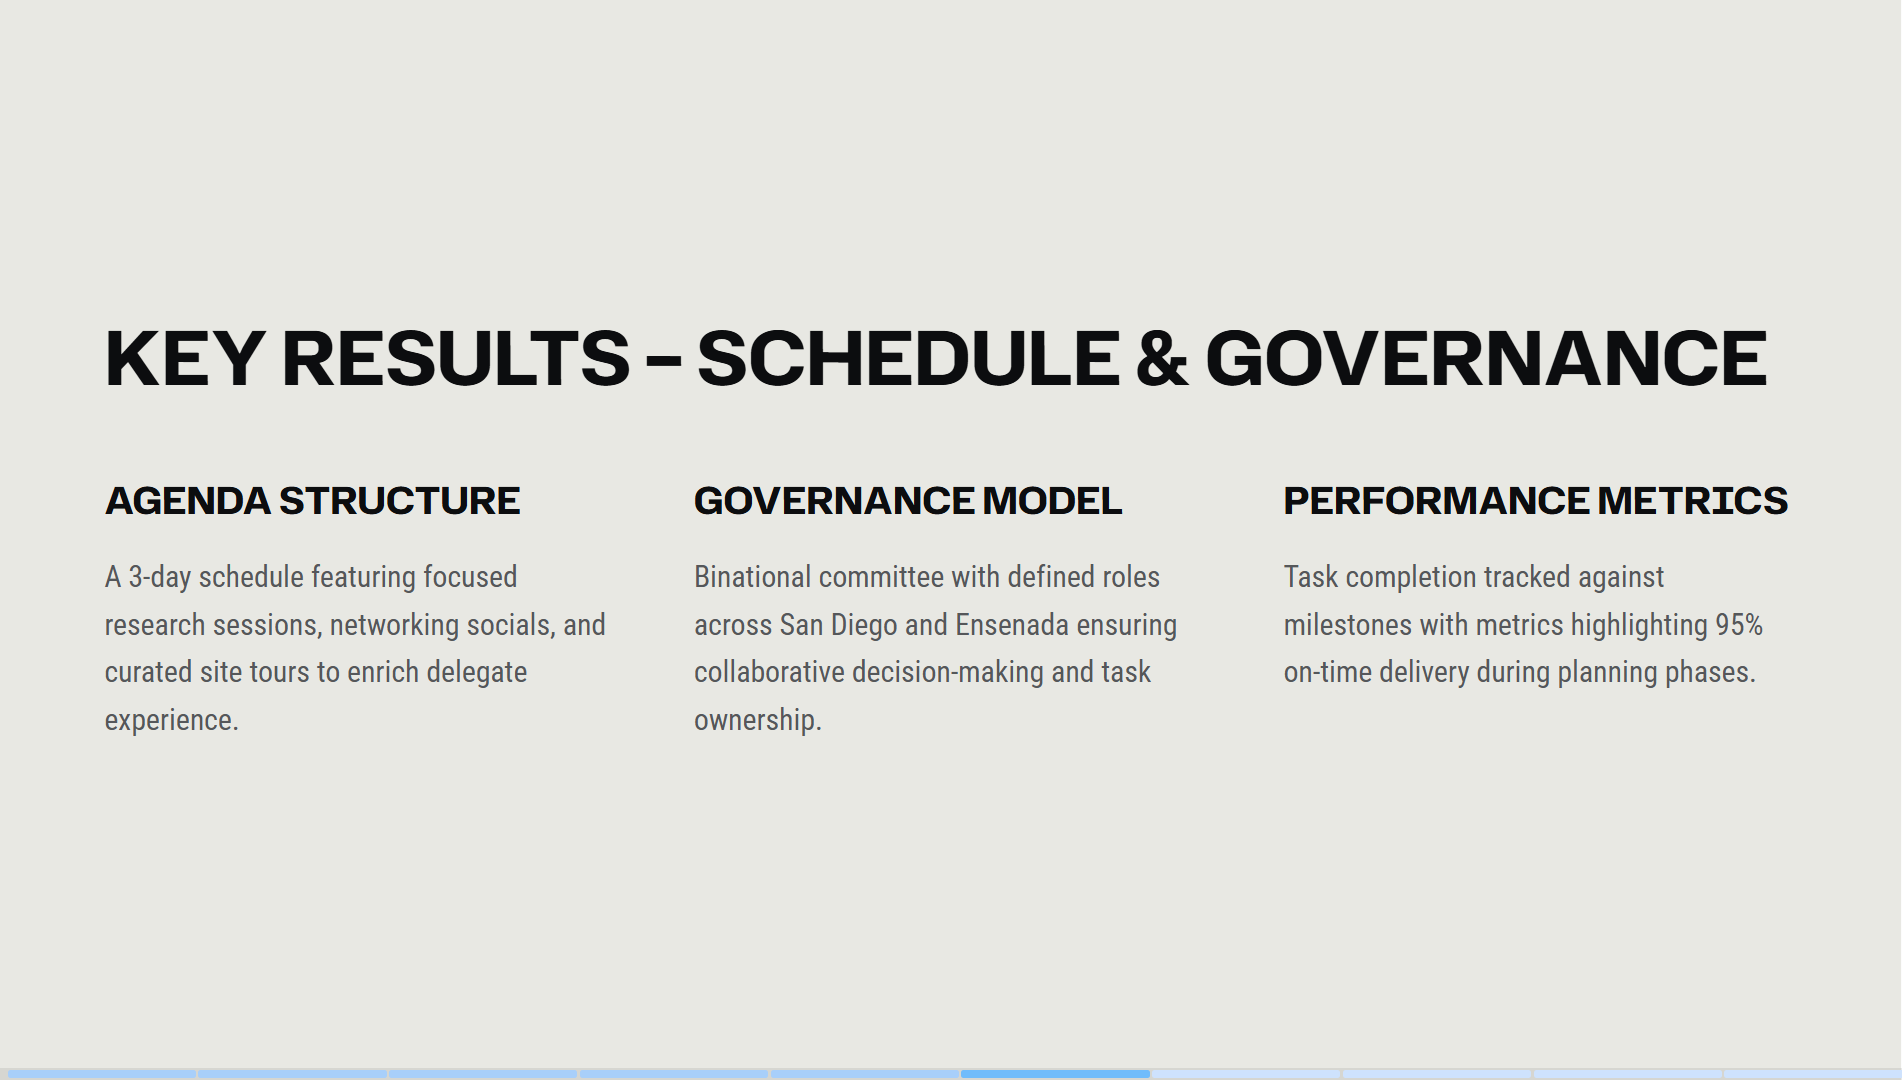 KEY RESULTS – SCHEDULE & GOVERNANCE
AGENDA STRUCTURE
A 3-day schedule featuring focused
research sessions, networking socials, and
curated site tours to enrich delegate
experience.
GOVERNANCE MODEL
Binational committee with defined roles
across San Diego and Ensenada ensuring
collaborative decision-making and task
ownership.
PERFORMANCE METRICS
Task completion tracked against
milestones with metrics highlighting 95%
on-time delivery during planning phases.